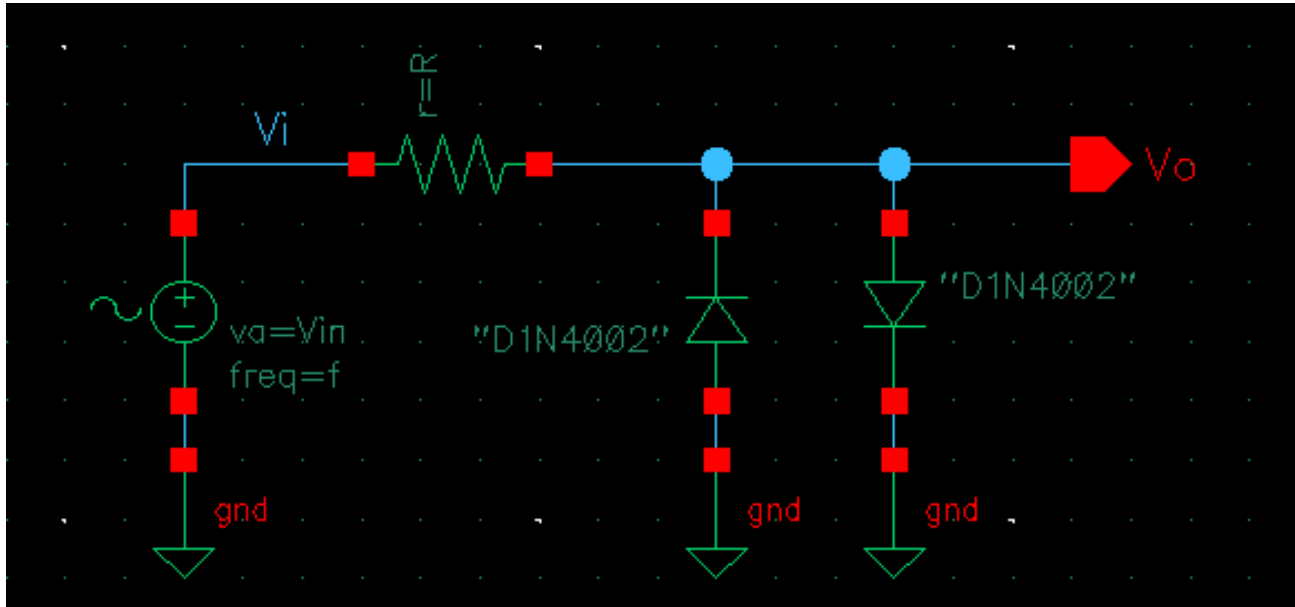 r=R
Vi
Vo
"D1N4002"
va=Vin
"D1N4002"
freq=f
gnd
gnd
gnd